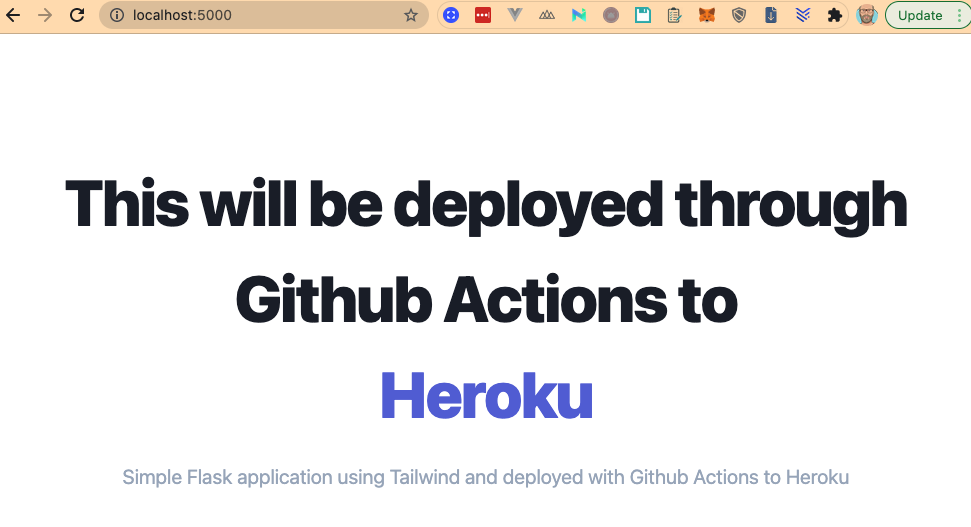 localhost:5000
Update
This will be deployed through
Github Actions to
Heroku
Simple Flask application using Tailwind and deployed with Github Actions to Heroku